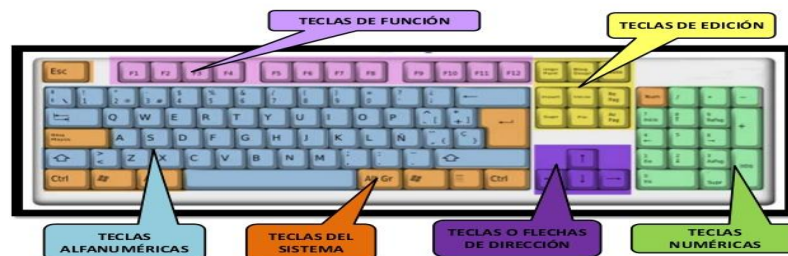 TECLAS DE FUNCIÓN
TECLAS DE EDICIÓN
Esc
F1 F2 F3 F4 F5 F6 F7 F8 F9 F10 F11 F12
Q W E R T Y U I O P
A S D F G H J K L Ñ
Z X C V B N M
Ctrl Alt Gr Ctrl
TECLAS
ALFANUMÉRICAS
TECLAS DEL
SISTEMA
TECLAS O FLECHAS
DE DIRECCIÓN
TECLAS
NUMÉRICAS